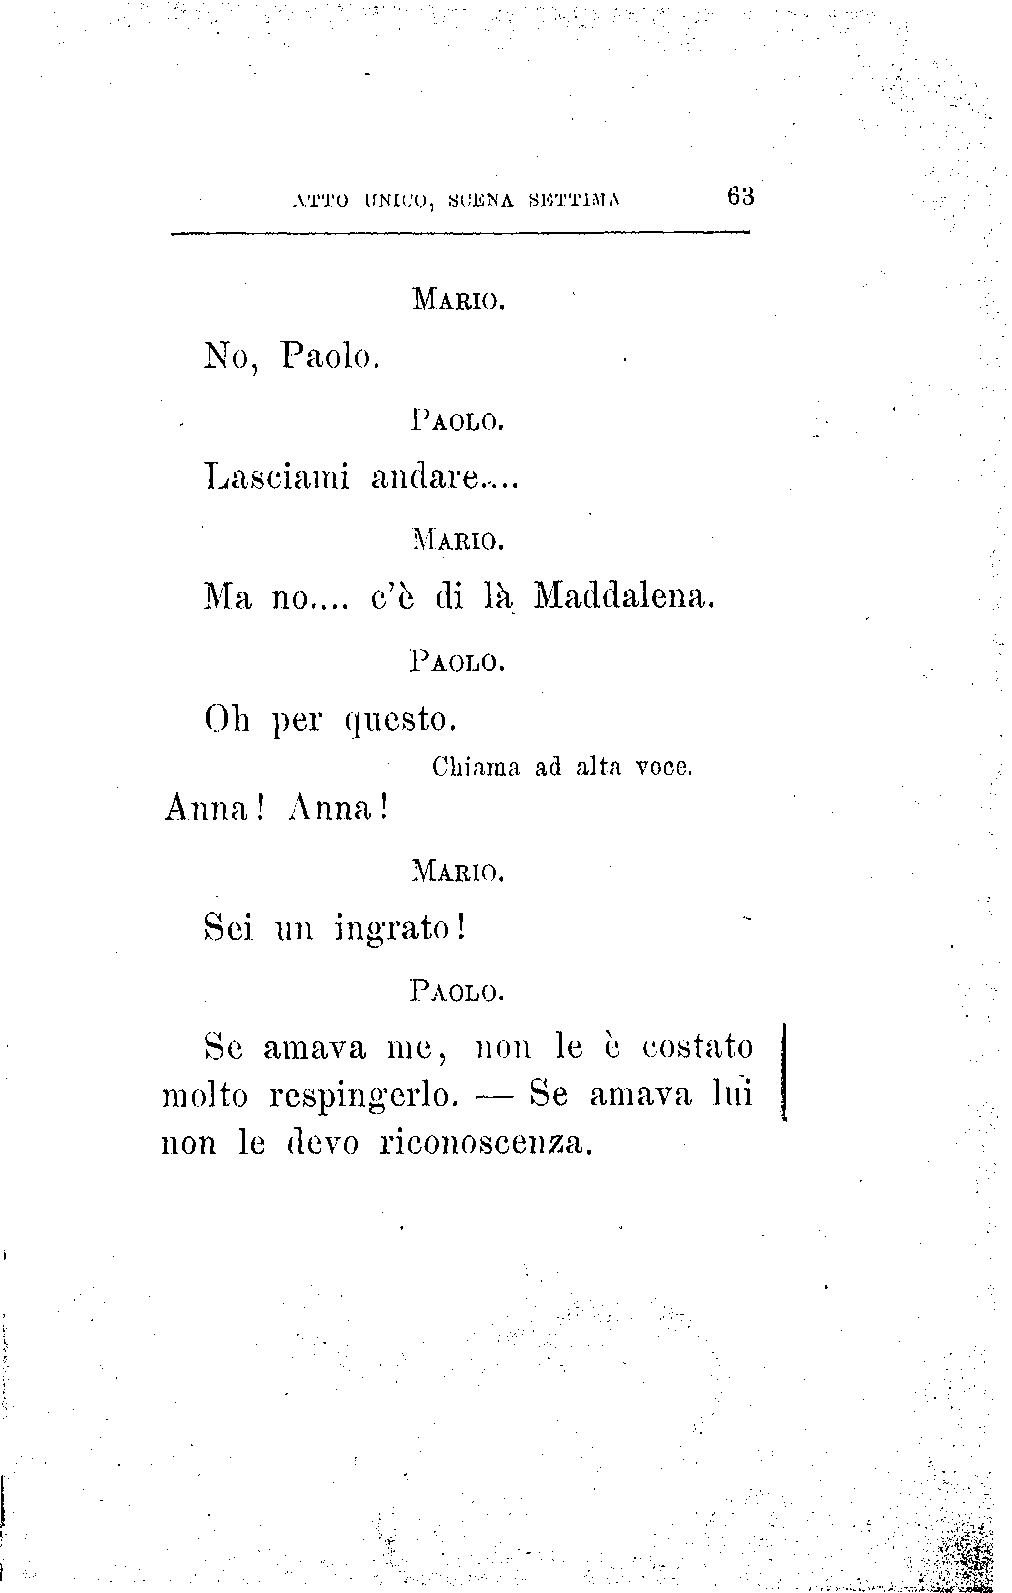 ATTO UNICO, SCENA SETTIMA 63
MARIO.
No, Paolo.
PAOLO.
Lasciami andare....
MARIO.
Ma no.... c'è di là Maddalena.
PAOLO.
Oh per questo.
Chiama ad alta voce.
Anna! Anna!
MARIO.
Sei un ingrato!
PAOLO.
Se amava me, non le è costato
molto respingerlo. — Se amava lui
non le devo riconoscenza.